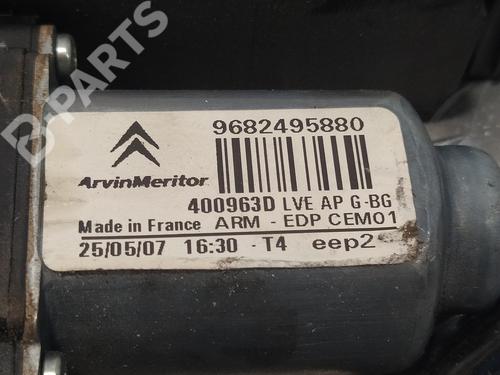 B-PARTS
9682495880
ArvinMeritor
400963D LVE AP G-BG
Made in France ARM - EDP CEM01
25/05/07 16:30 - T4 eep2